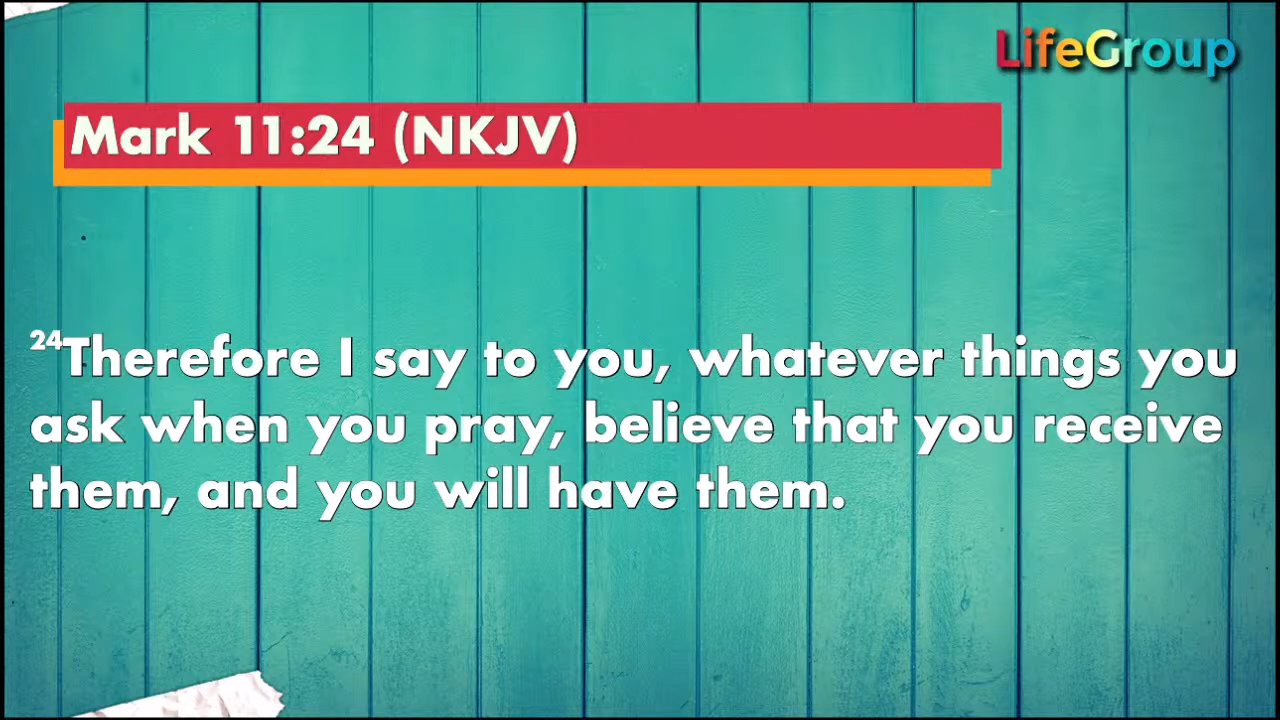 LifeGroup
Mark 11:24 (NKJV)
24Therefore I say to you, whatever things you
ask when you pray, believe that you receive
them, and you will have them.